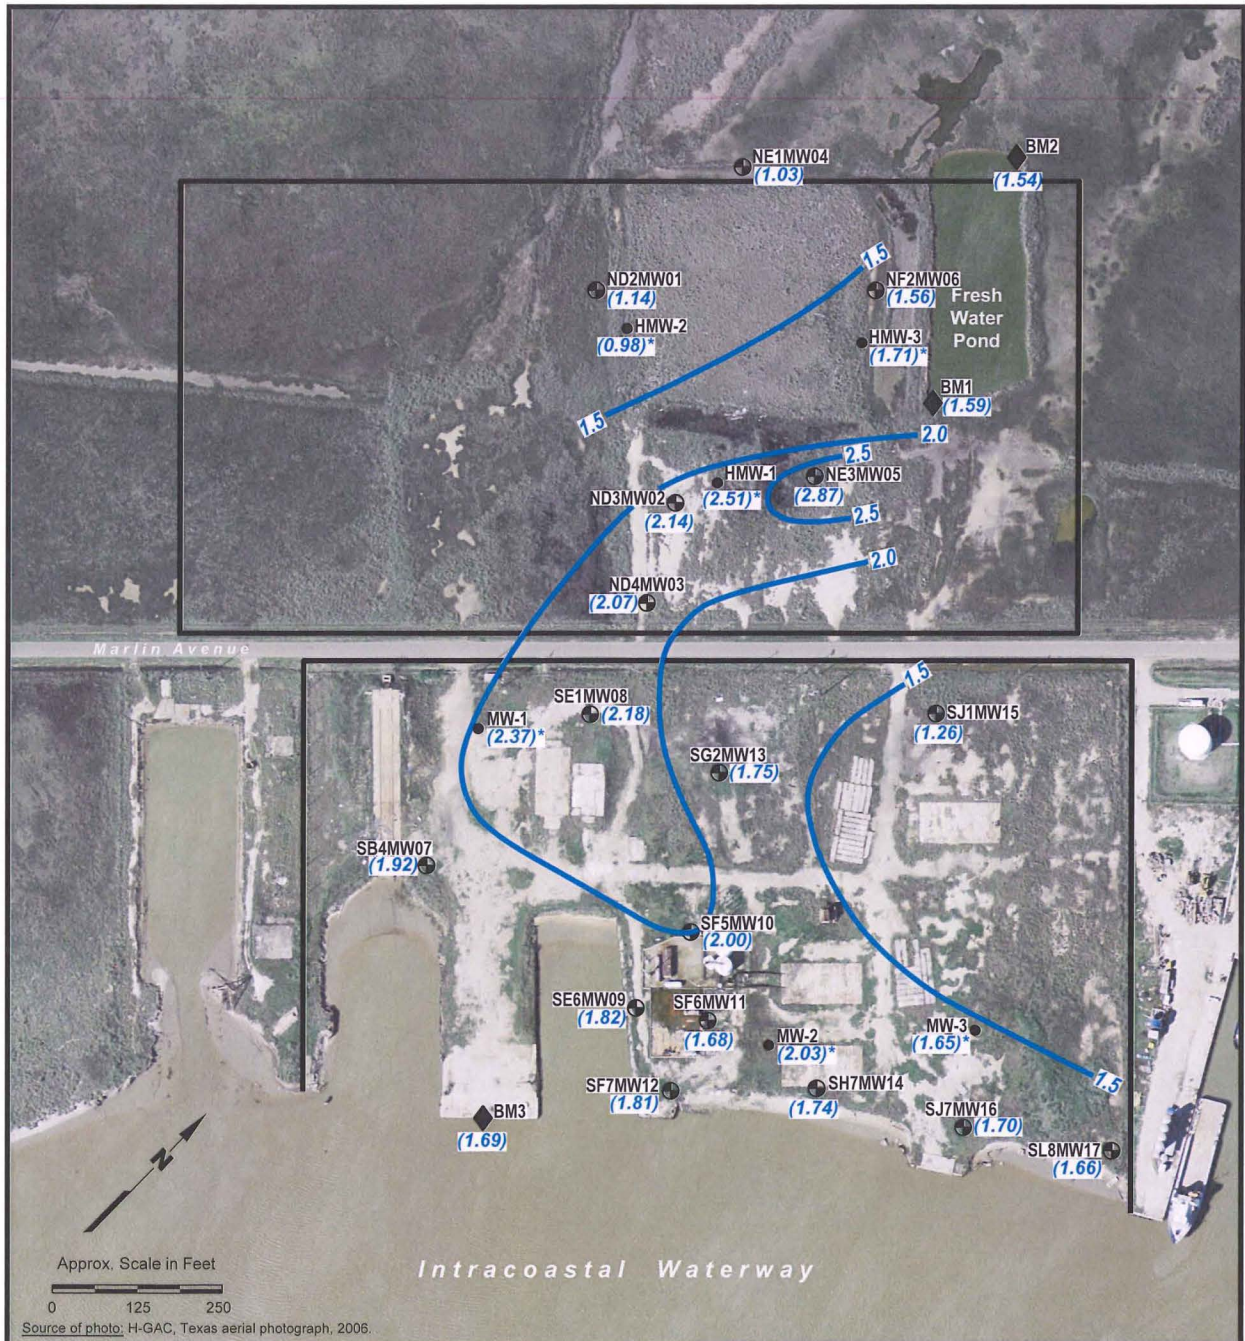 BM2
(1.54)
NE1MW04
(1.03)
1.5
ND2MW01
(1.14)
NF2MW06
(1.56)
Fresh
Water
Pond
HMW-2
(0.98)*
HMW-3
(1.71)*
BM1
(1.59)
1.5
2.0
2.5
HMW-1
(2.51)*
NE3MW05
(2.87)
ND3MW02
(2.14)
2.5
2.0
ND4MW03
(2.07)
Marlin Avenue
1.5
SE1MW08
(2.18)
MW-1
(2.37)*
SJ1MW15
(1.26)
SG2MW13
(1.75)
SB4MW07
(1.92)
SF5MW10
(2.00)
SE6MW09
(1.82)
SF6MW11
(1.68)
MW-2
(2.03)*
MW-3
(1.65)*
1.5
SF7MW12
(1.81)
SH7MW14
(1.74)
BM3
(1.69)
SJ7MW16
(1.70)
SL8MW17
(1.66)
N
Approx. Scale in Feet
0 125 250
Intracoastal Waterway
Source of photo: H-GAC, Texas aerial photograph, 2006.